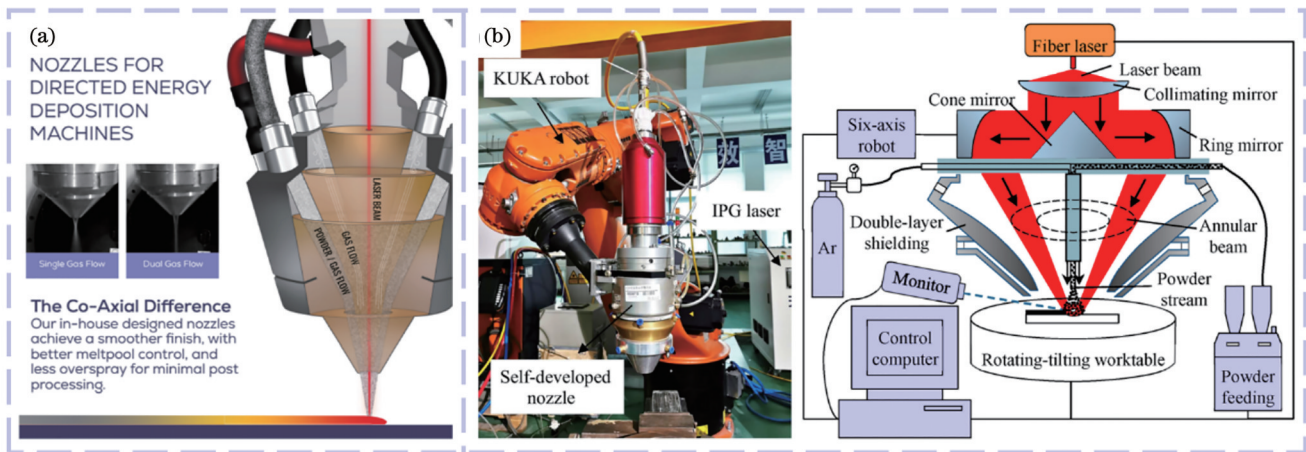 (a)
NOZZLES FOR
DIRECTED ENERGY
DEPOSITION
MACHINES
Single Gas Flow
Dual Gas Flow
The Co-Axial Difference
Our in-house designed nozzles
achieve a smoother finish, with
better meltpool control, and
less overspray for minimal post
processing.
LASER BEAM
GAS FLOW
POWDER / GAS FLOW
(b)
KUKA robot
效智
IPG laser
Self-developed
nozzle
Fiber laser
Laser beam
Collimating mirror
Cone mirror
Six-axis
robot
Ring mirror
Ar
Double-layer
shielding
Annular
beam
Monitor
Powder
stream
Control
computer
Rotating-tilting worktable
Powder
feeding